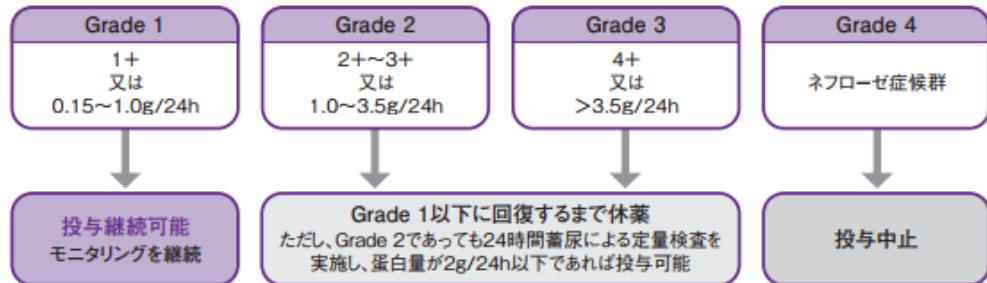 Grade 1
1+
又は
0.15〜1.0g/24h
Grade 2
2+〜3+
又は
1.0〜3.5g/24h
Grade 3
4+
又は
>3.5g/24h
Grade 4
ネフローゼ症候群
投与継続可能
モニタリングを継続
Grade 1以下に回復するまで休薬
ただし、Grade 2であっても24時間蓄尿による定量検査を
実施し、蛋白量が2g/24h以下であれば投与可能
投与中止